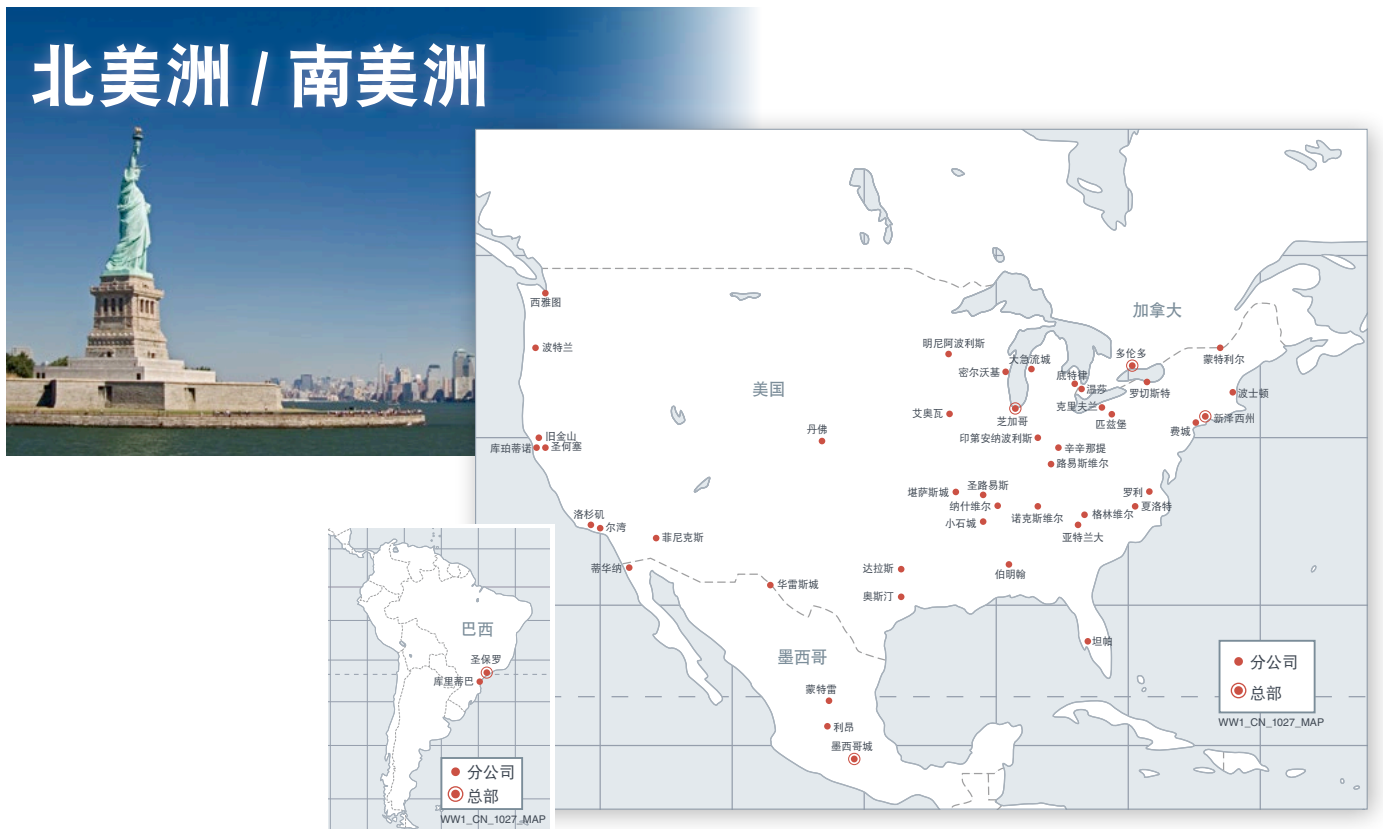 北美洲 / 南美洲
加拿大
美国
墨西哥
西雅图
波特兰
旧金山
库珀蒂诺
圣何塞
洛杉矶
尔湾
菲尼克斯
蒂华纳
华雷斯城
丹佛
明尼阿波利斯
密尔沃基
大急流城
底特律
温莎
多伦多
蒙特利尔
罗切斯特
波士顿
新泽西州
费城
克里夫兰
匹兹堡
艾奥瓦
芝加哥
印第安纳波利斯
辛辛那提
路易斯维尔
堪萨斯城
圣路易斯
纳什维尔
小石城
诺克斯维尔
罗利
夏洛特
格林维尔
亚特兰大
伯明翰
达拉斯
奥斯汀
坦帕
蒙特雷
利昂
墨西哥城
分公司
总部
WW1_CN_1027_MAP
巴西
圣保罗
库里蒂巴
分公司
总部
WW1_CN_1027_MAP